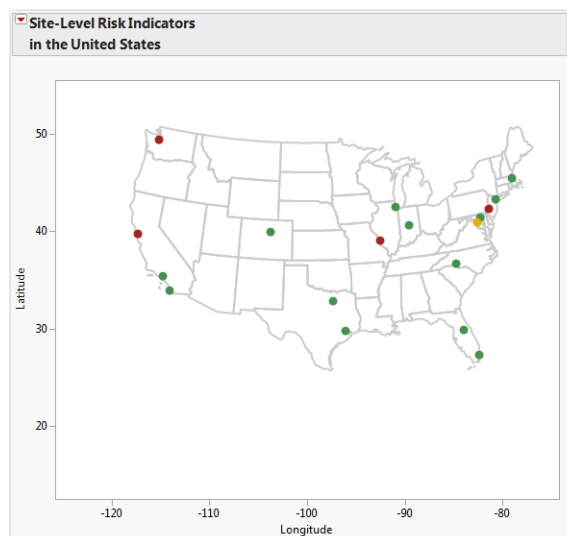 Site-Level Risk Indicators
in the United States
50
40
30
20
Latitude
-120 -110 -100 -90 -80
Longitude